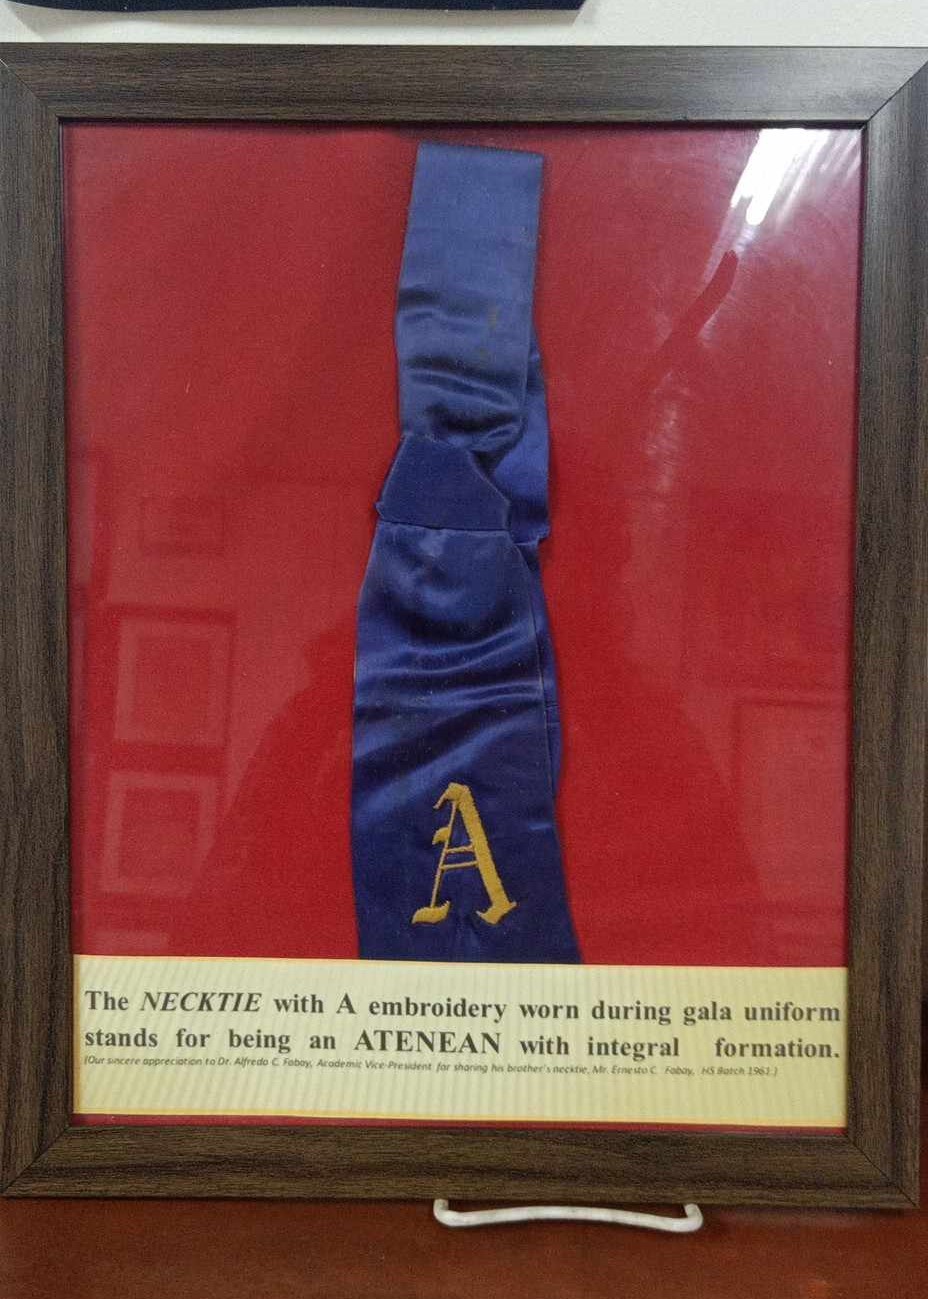 A
The NECKTIE with A embroidery worn during gala uniform
stands for being an ATENEAN with integral formation.
(Our sincere appreciation to Dr. Alfredo C. Fabay, Academic Vice-President for sharing his brother's necktie, Mr. Ernesto C. Fabay, HS Batch 1961.)